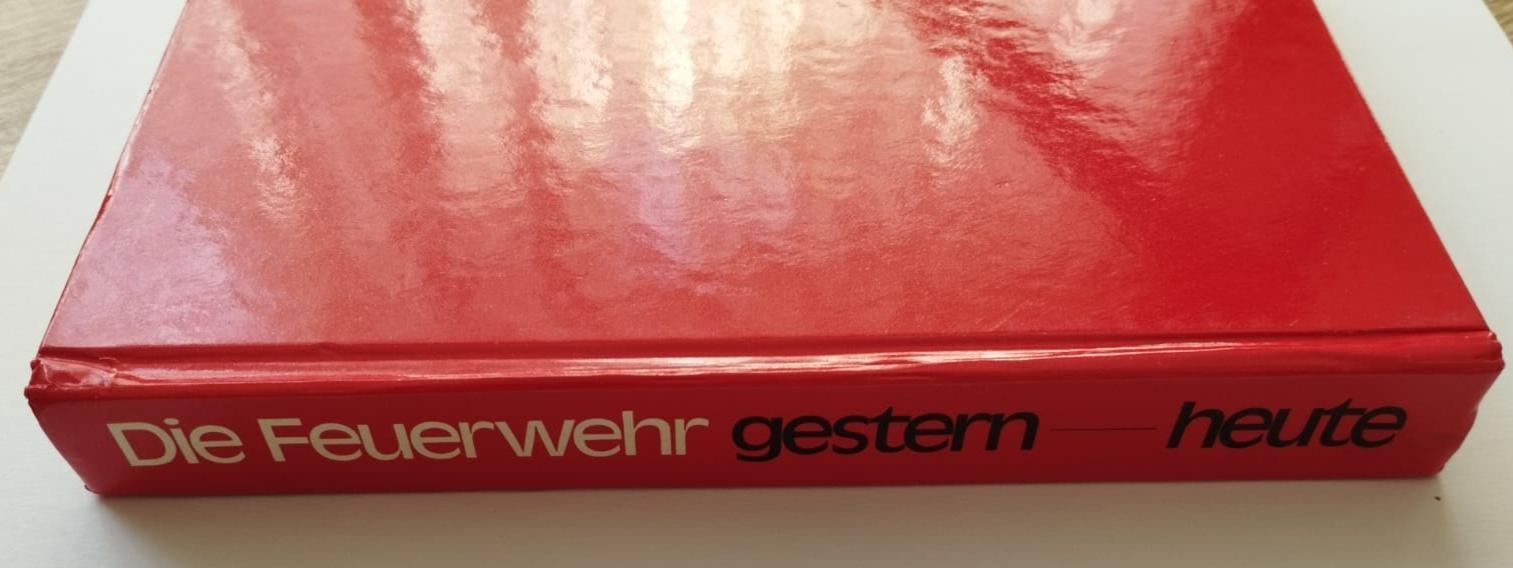 Die Feuerwehr gestern — heute